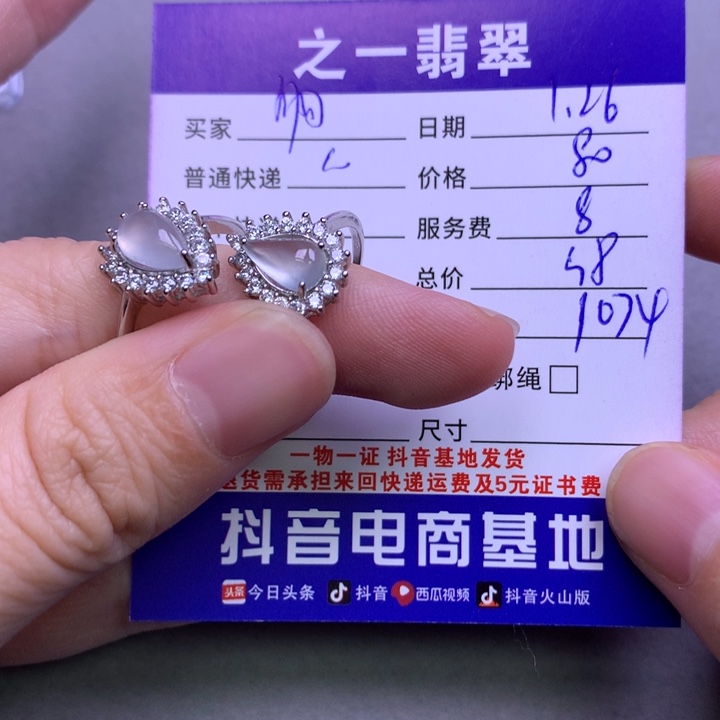 之一翡翠
买家 日期 1.26
普通快递 价格 80
服务费 8
总价
1074
绑绳
尺寸
一物一证 抖音基地发货
退货需承担来回快递运费及5元证书费
抖音电商基地
头条 今日头条 抖音 西瓜视频 抖音火山版